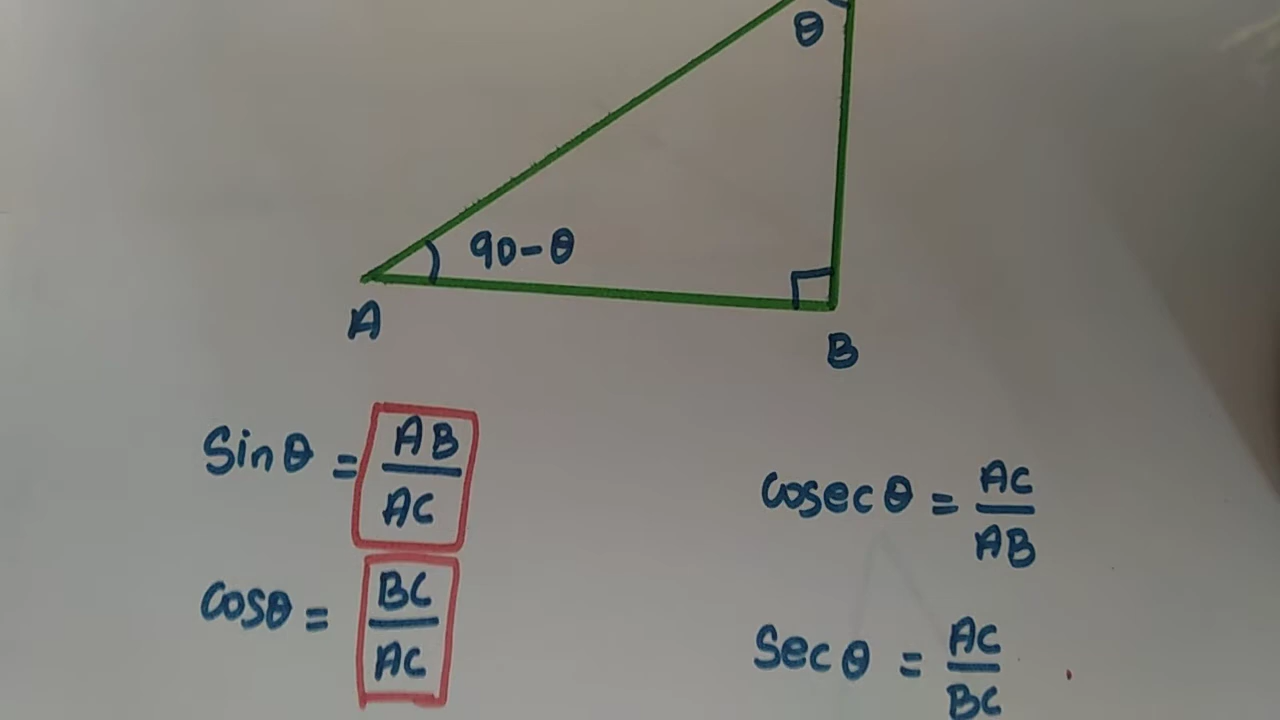 θ
90-θ
A
B
Sinθ = AB/AC
Cosecθ = AC/AB
Cosθ = BC/AC
Secθ = AC/BC